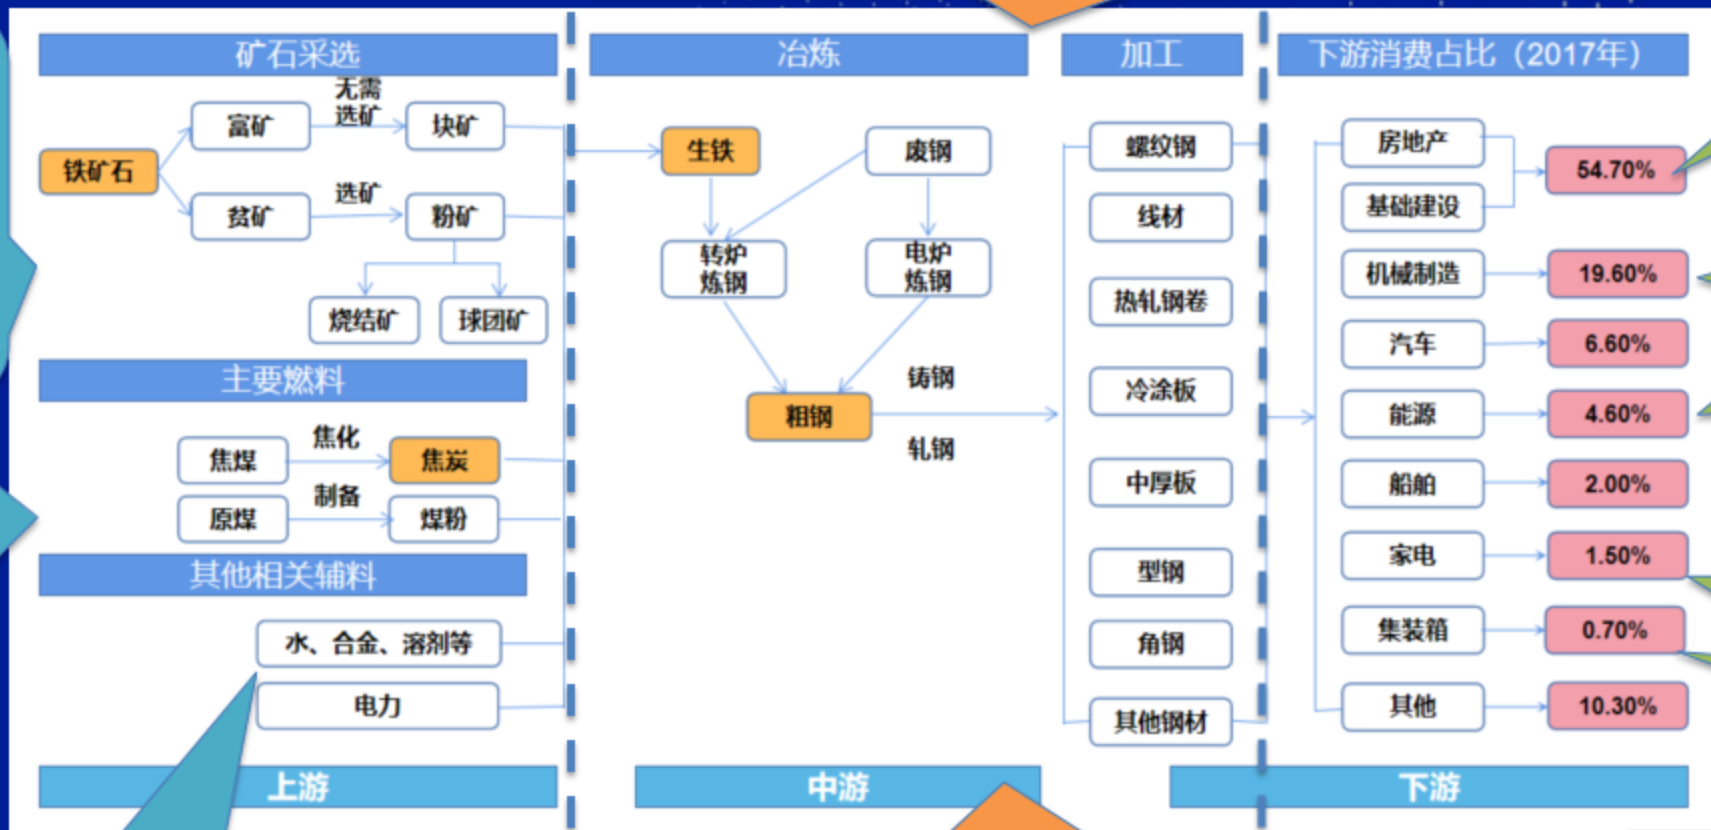 矿石采选
无需
选矿
富矿
块矿
铁矿石
选矿
贫矿
粉矿
烧结矿
球团矿
主要燃料
焦化
焦煤
焦炭
制备
原煤
煤粉
其他相关辅料
水、合金、溶剂等
电力
上游
冶炼
生铁
废钢
转炉
炼钢
电炉
炼钢
粗钢
铸钢
轧钢
中游
加工
螺纹钢
线材
热轧钢卷
冷涂板
中厚板
型钢
角钢
其他钢材
下游消费占比（2017年）
房地产
基础建设
54.70%
机械制造
19.60%
汽车
6.60%
能源
4.60%
船舶
2.00%
家电
1.50%
集装箱
0.70%
其他
10.30%
下游